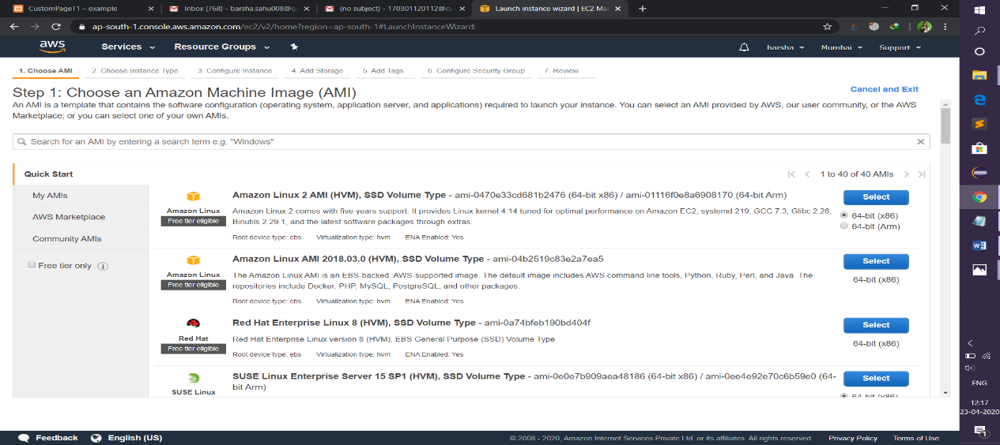 CustomPageT1 – example
Inbox (768) - barsha.sahu008@g
(no subject) - 170301120112@cu
Launch instance wizard | EC2 Ma
ap-south-1.console.aws.amazon.com/ec2/v2/home?region=ap-south-1#LaunchInstanceWizard:
aws
Services
Resource Groups
barsha
Mumbai
Support
1. Choose AMI
2. Choose Instance Type
3. Configure Instance
4. Add Storage
5. Add Tags
6. Configure Security Group
7. Review
Step 1: Choose an Amazon Machine Image (AMI)
Cancel and Exit
An AMI is a template that contains the software configuration (operating system, application server, and applications) required to launch your instance. You can select an AMI provided by AWS, our user community, or the AWS
Marketplace; or you can select one of your own AMIs.
Search for an AMI by entering a search term e.g. "Windows"
Quick Start
My AMIs
AWS Marketplace
Community AMIs
Free tier only
1 to 40 of 40 AMIs
Amazon Linux
Free tier eligible
Amazon Linux 2 AMI (HVM), SSD Volume Type - ami-0470e33cd681b2476 (64-bit x86) / ami-01116f0e8a6908170 (64-bit Arm)
Amazon Linux 2 comes with five years support. It provides Linux kernel 4.14 tuned for optimal performance on Amazon EC2, systemd 219, GCC 7.3, Glibc 2.26,
Binutils 2.29.1, and the latest software packages through extras.
Root device type: ebs Virtualization type: hvm ENA Enabled: Yes
Select
64-bit (x86)
64-bit (Arm)
Amazon Linux
Free tier eligible
Amazon Linux AMI 2018.03.0 (HVM), SSD Volume Type - ami-04b2519c83e2a7ea5
The Amazon Linux AMI is an EBS-backed, AWS-supported image. The default image includes AWS command line tools, Python, Ruby, Perl, and Java. The
repositories include Docker, PHP, MySQL, PostgreSQL, and other packages.
Root device type: ebs Virtualization type: hvm ENA Enabled: Yes
Select
64-bit (x86)
Red Hat
Free tier eligible
Red Hat Enterprise Linux 8 (HVM), SSD Volume Type - ami-0a74bfeb190bd404f
Red Hat Enterprise Linux version 8 (HVM), EBS General Purpose (SSD) Volume Type
Root device type: ebs Virtualization type: hvm ENA Enabled: Yes
Select
64-bit (x86)
SUSE Linux
SUSE Linux Enterprise Server 15 SP1 (HVM), SSD Volume Type - ami-0e0e7b909aea48186 (64-bit x86) / ami-0ee4e92e70c6b59e0 (64-
bit Arm)
Select
64-bit (x86)
Feedback
English (US)
© 2008 - 2020, Amazon Internet Services Private Ltd. or its affiliates. All rights reserved.
Privacy Policy
Terms of Use
ENG
12:17
23-04-2020
1